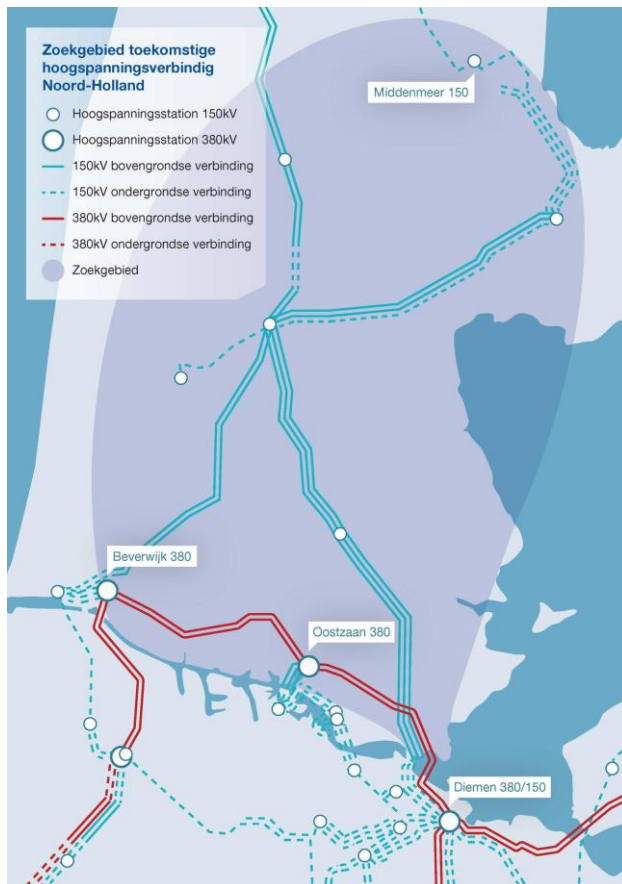 Zoekgebied toekomstige
hoogspanningsverbindig
Noord-Holland
Hoogspanningsstation 150kV
Hoogspanningsstation 380kV
150kV bovengrondse verbinding
150kV ondergrondse verbinding
380kV bovengrondse verbinding
380kV ondergrondse verbinding
Zoekgebied
Middenmeer 150
Beverwijk 380
Oostzaan 380
Diemen 380/150